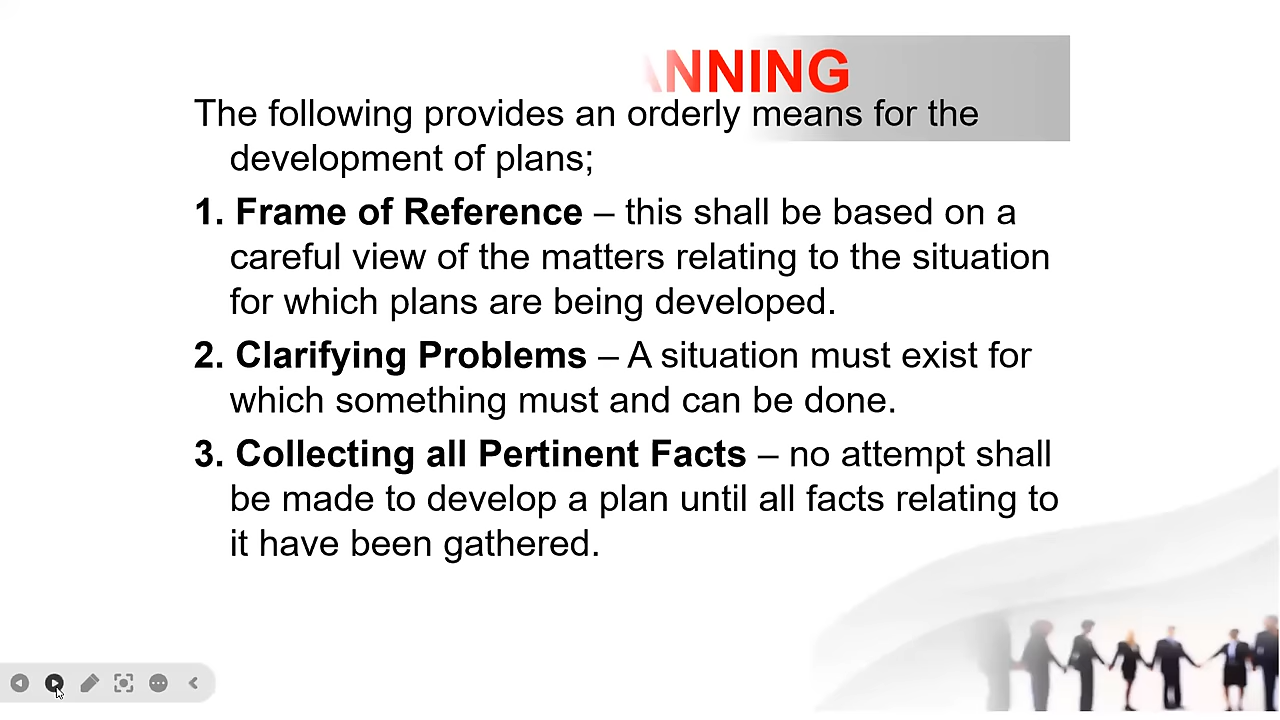 ANNING
The following provides an orderly means for the
development of plans;
1. Frame of Reference – this shall be based on a
careful view of the matters relating to the situation
for which plans are being developed.
2. Clarifying Problems – A situation must exist for
which something must and can be done.
3. Collecting all Pertinent Facts – no attempt shall
be made to develop a plan until all facts relating to
it have been gathered.